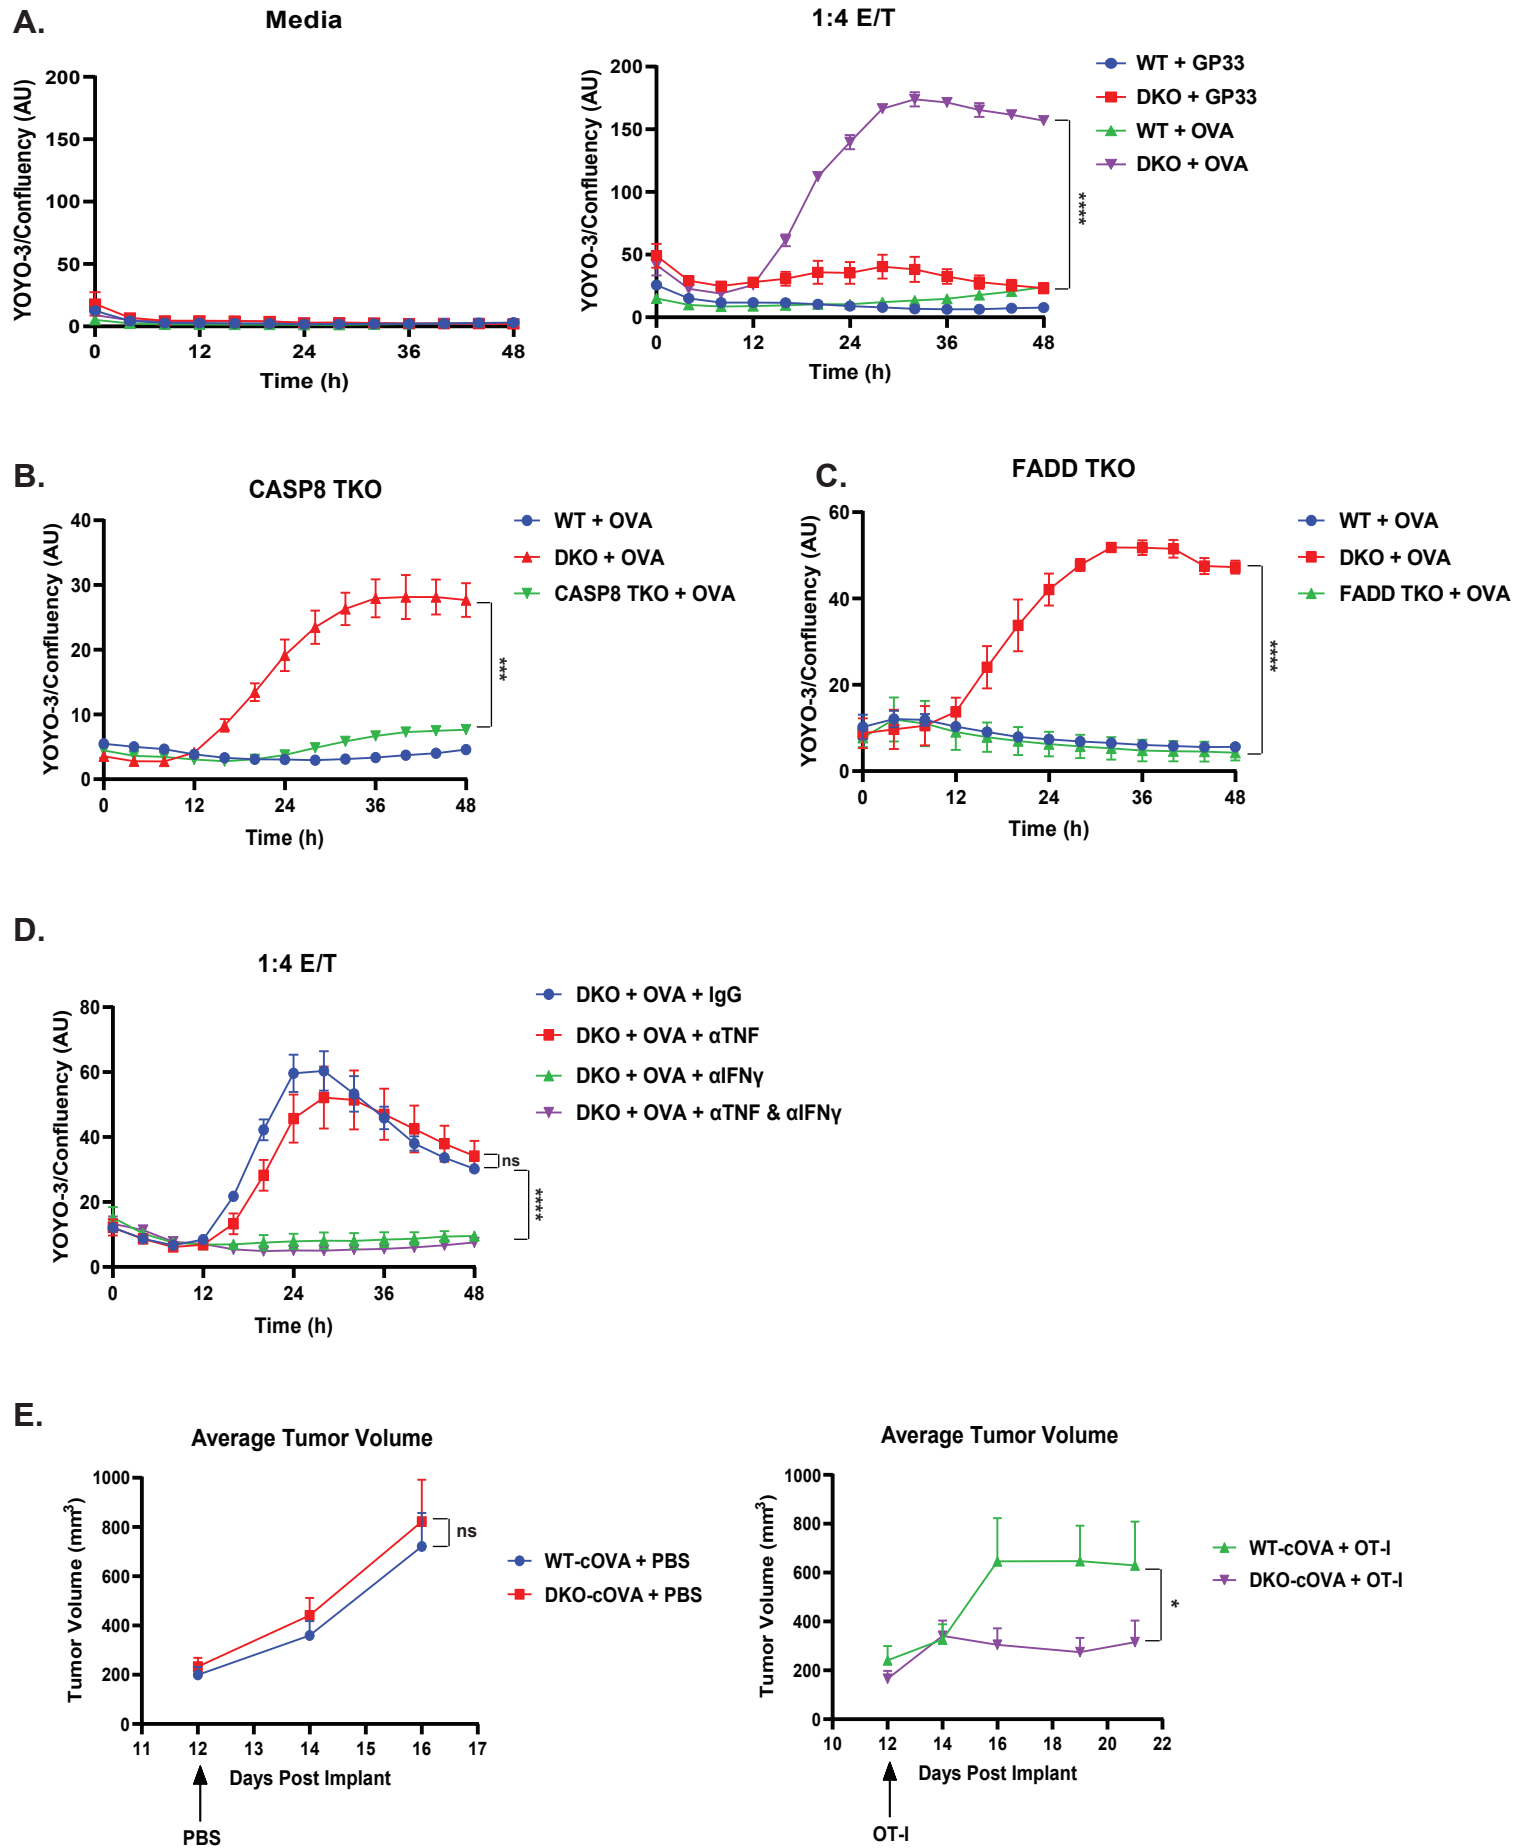 A.
Media
YOYO-3/Confluency (AU)
200
150
100
50
0
0 12 24 36 48
Time (h)
1:4 E/T
YOYO-3/Confluency (AU)
200
150
100
50
0
0 12 24 36 48
Time (h)
****
WT + GP33
DKO + GP33
WT + OVA
DKO + OVA
B.
CASP8 TKO
YOYO-3/Confluency (AU)
40
30
20
10
0
0 12 24 36 48
Time (h)
***
WT + OVA
DKO + OVA
CASP8 TKO + OVA
C.
FADD TKO
YOYO-3/Confluency (AU)
60
40
20
0
0 12 24 36 48
Time (h)
****
WT + OVA
DKO + OVA
FADD TKO + OVA
D.
1:4 E/T
YOYO-3/Confluency (AU)
80
60
40
20
0
0 12 24 36 48
Time (h)
ns
****
DKO + OVA + IgG
DKO + OVA + αTNF
DKO + OVA + αIFNγ
DKO + OVA + αTNF & αIFNγ
E.
Average Tumor Volume
Tumor Volume (mm³)
1000
800
600
400
200
0
11 12 13 14 15 16 17
Days Post Implant
PBS
ns
WT-cOVA + PBS
DKO-cOVA + PBS
Average Tumor Volume
Tumor Volume (mm³)
1000
800
600
400
200
0
10 12 14 16 18 20 22
Days Post Implant
OT-I
*
WT-cOVA + OT-I
DKO-cOVA + OT-I